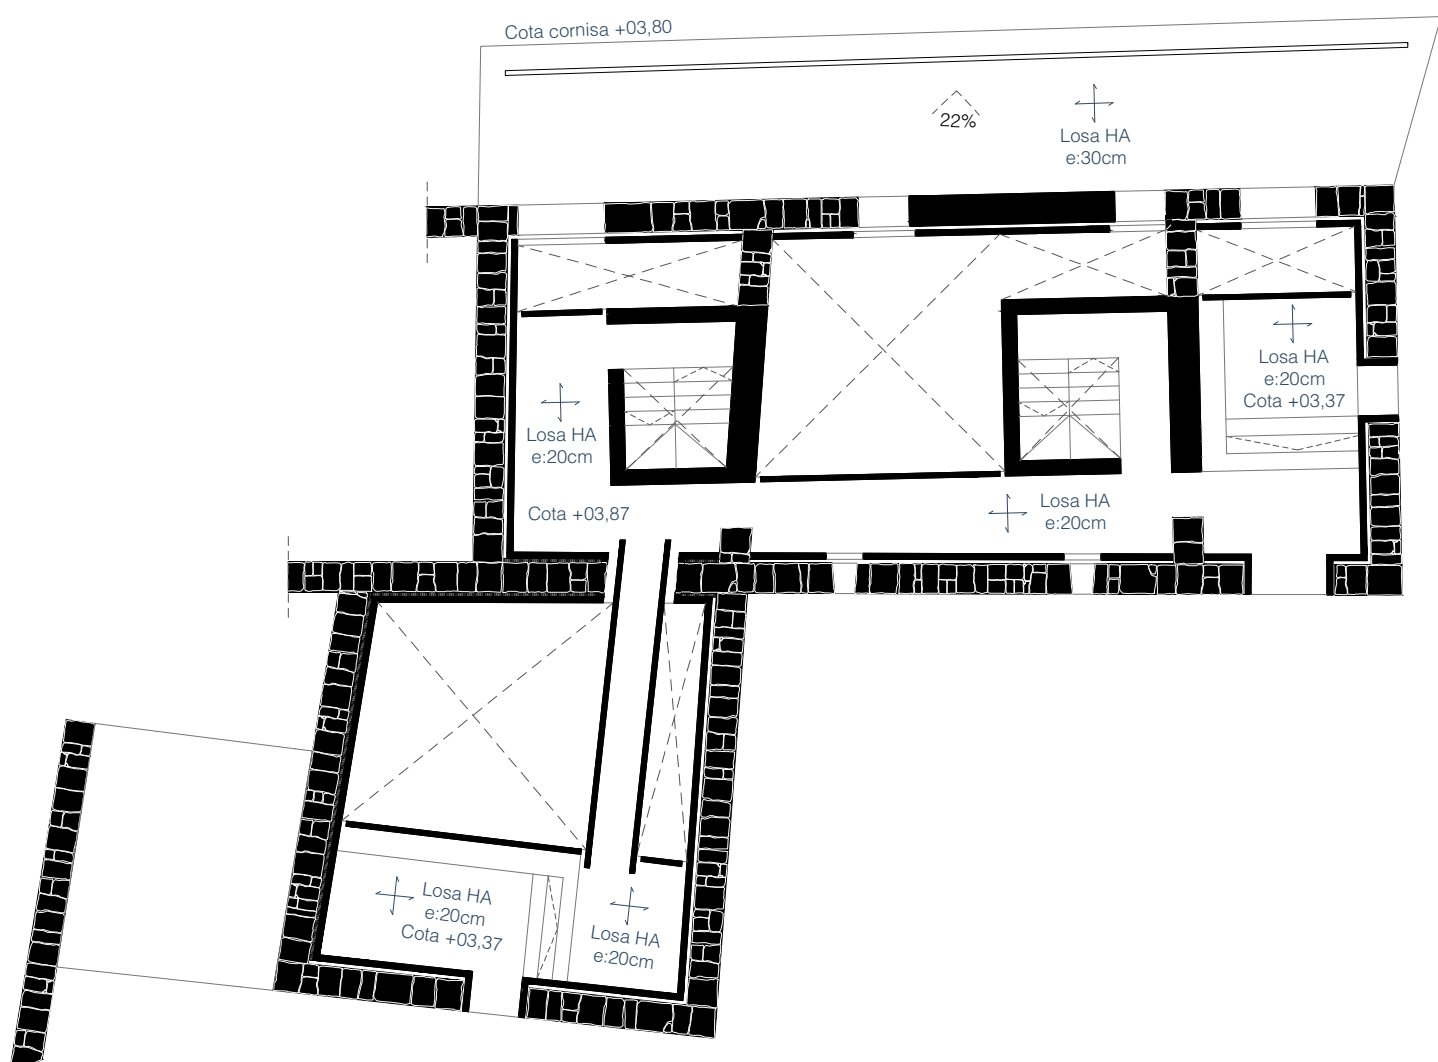 Cota cornisa +03,80
22%
Losa HA
e:30cm
Losa HA
e:20cm
Cota +03,37
Losa HA
e:20cm
Cota +03,87
Losa HA
e:20cm
Losa HA
e:20cm
Cota +03,37
Losa HA
e:20cm